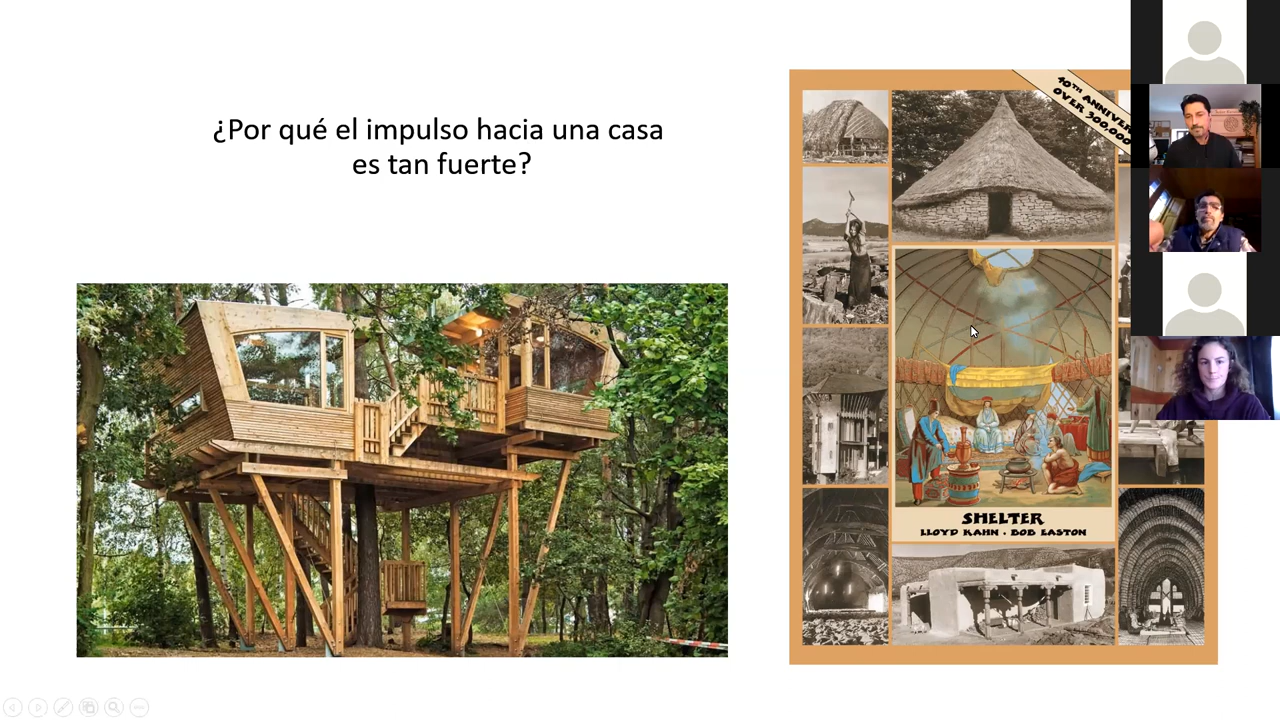 ¿Por qué el impulso hacia una casa
es tan fuerte?
40TH
OVER 300,000
SHELTER
LLOYD KAHN · BOB EASTON